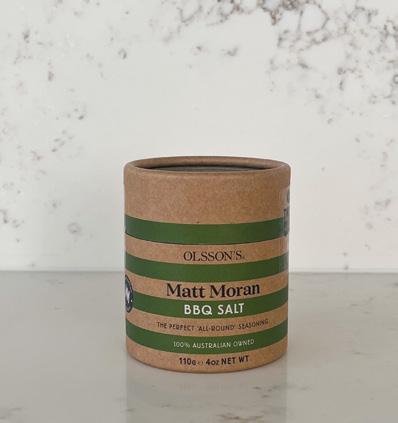 OLSSON'S
Matt Moran
BBQ SALT
THE PERFECT 'ALL-ROUND' SEASONING
100% AUSTRALIAN OWNED
110g ℮ 4oz NET WT